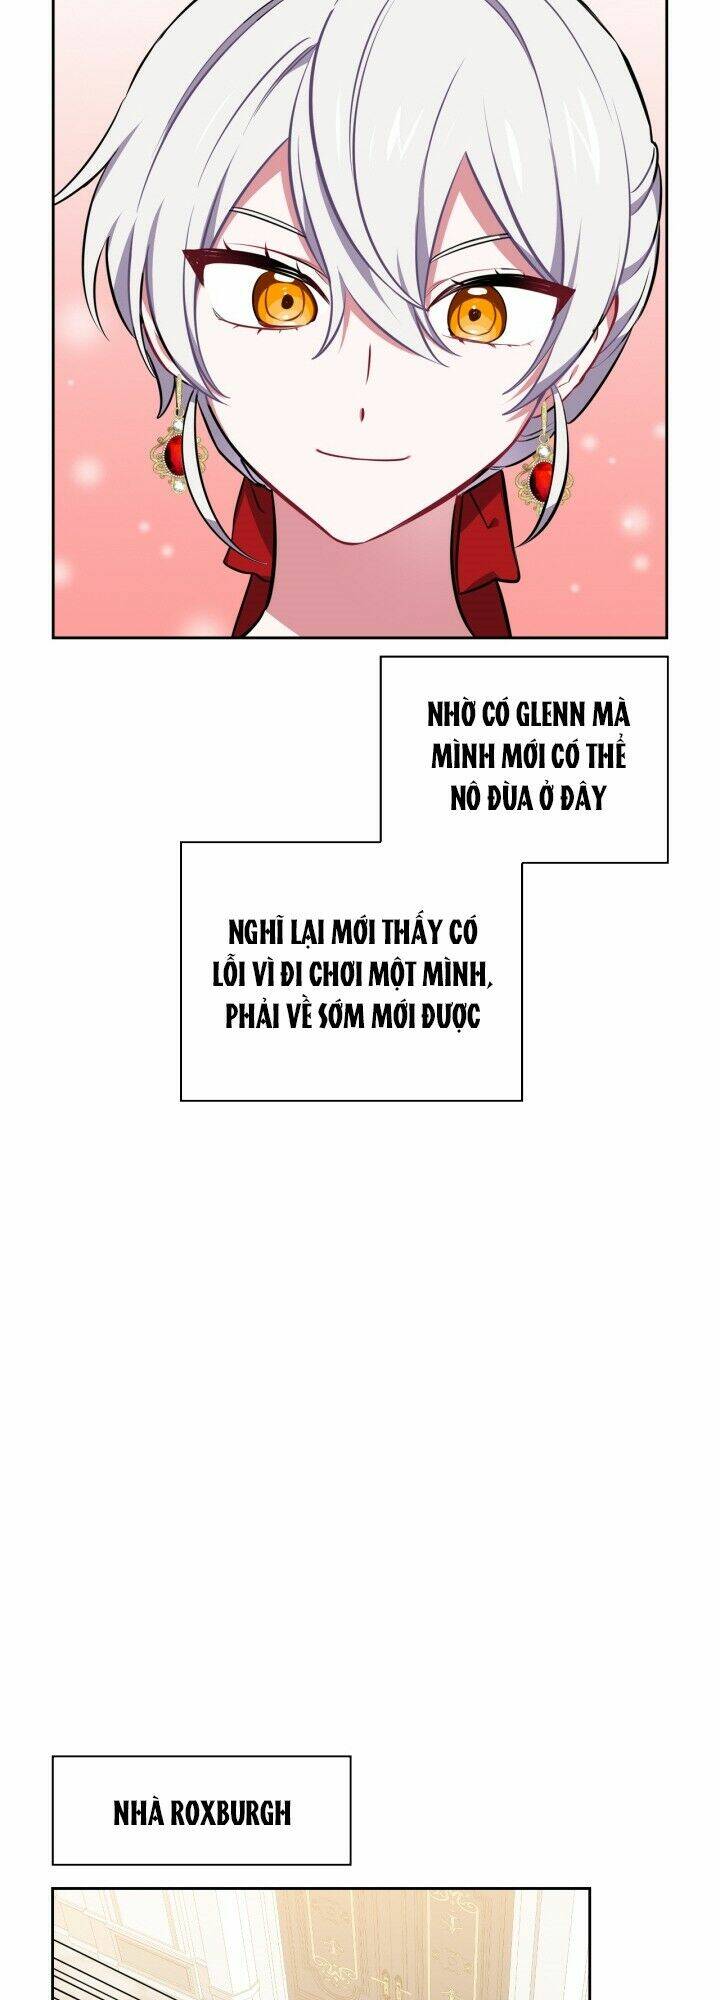 NHỜ CÓ GLENN MÀ
MÌNH MỚI CÓ THỂ
NÔ ĐÙA Ở ĐÂY
NGHĨ LẠI MỚI THẤY CÓ
LỖI VÌ ĐI CHƠI MỘT MÌNH,
PHẢI VỀ SỚM MỚI ĐƯỢC
NHÀ ROXBURGH